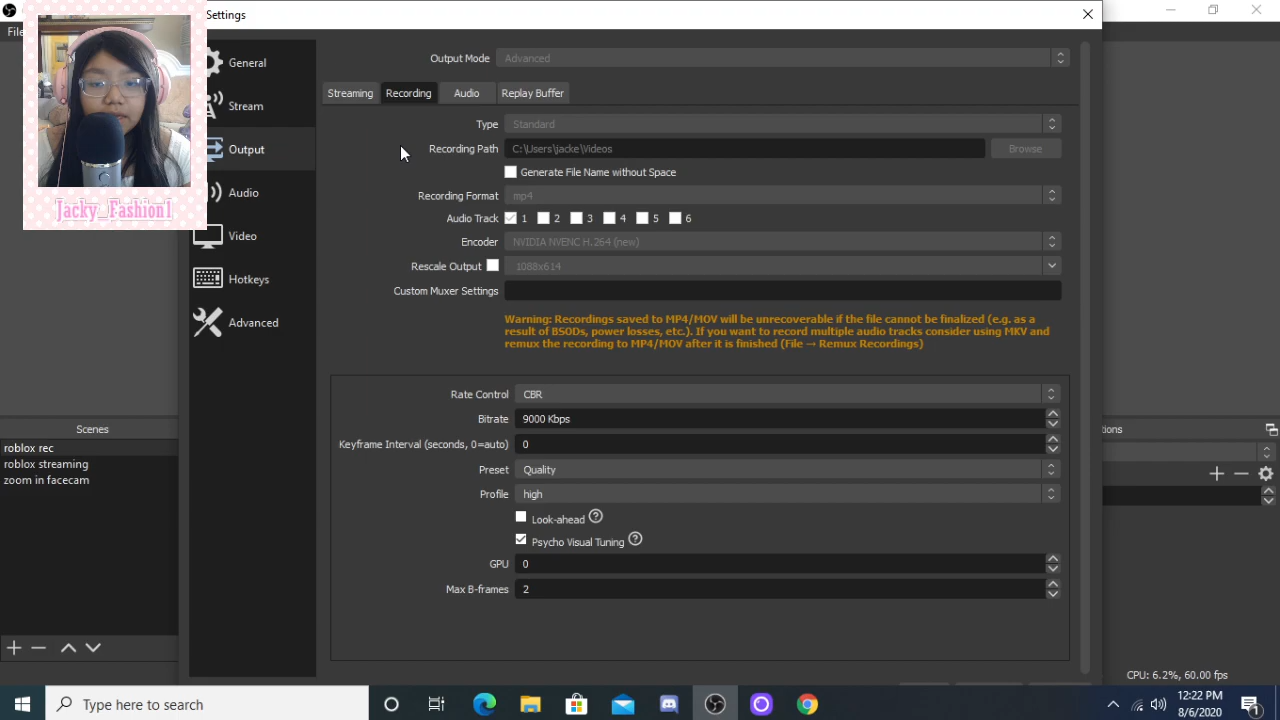 Settings
File
Jacky_Fashion1
General
Stream
Output
Audio
Video
Hotkeys
Advanced
Output Mode Advanced
Streaming Recording Audio Replay Buffer
Type Standard
Recording Path C:\Users\jacke\Videos Browse
Generate File Name without Space
Recording Format mp4
Audio Track 1 2 3 4 5 6
Encoder NVIDIA NVENC H.264 (new)
Rescale Output 1088x614
Custom Muxer Settings
Warning: Recordings saved to MP4/MOV will be unrecoverable if the file cannot be finalized (e.g. as a
result of BSODs, power losses, etc.). If you want to record multiple audio tracks consider using MKV and
remux the recording to MP4/MOV after it is finished (File → Remux Recordings)
Rate Control CBR
Bitrate 9000 Kbps
Keyframe Interval (seconds, 0=auto) 0
Preset Quality
Profile high
Look-ahead ?
Psycho Visual Tuning ?
GPU 0
Max B-frames 2
Scenes
roblox rec
roblox streaming
zoom in facecam
ions
CPU: 6.2%, 60.00 fps
Type here to search
12:22 PM
8/6/2020
1